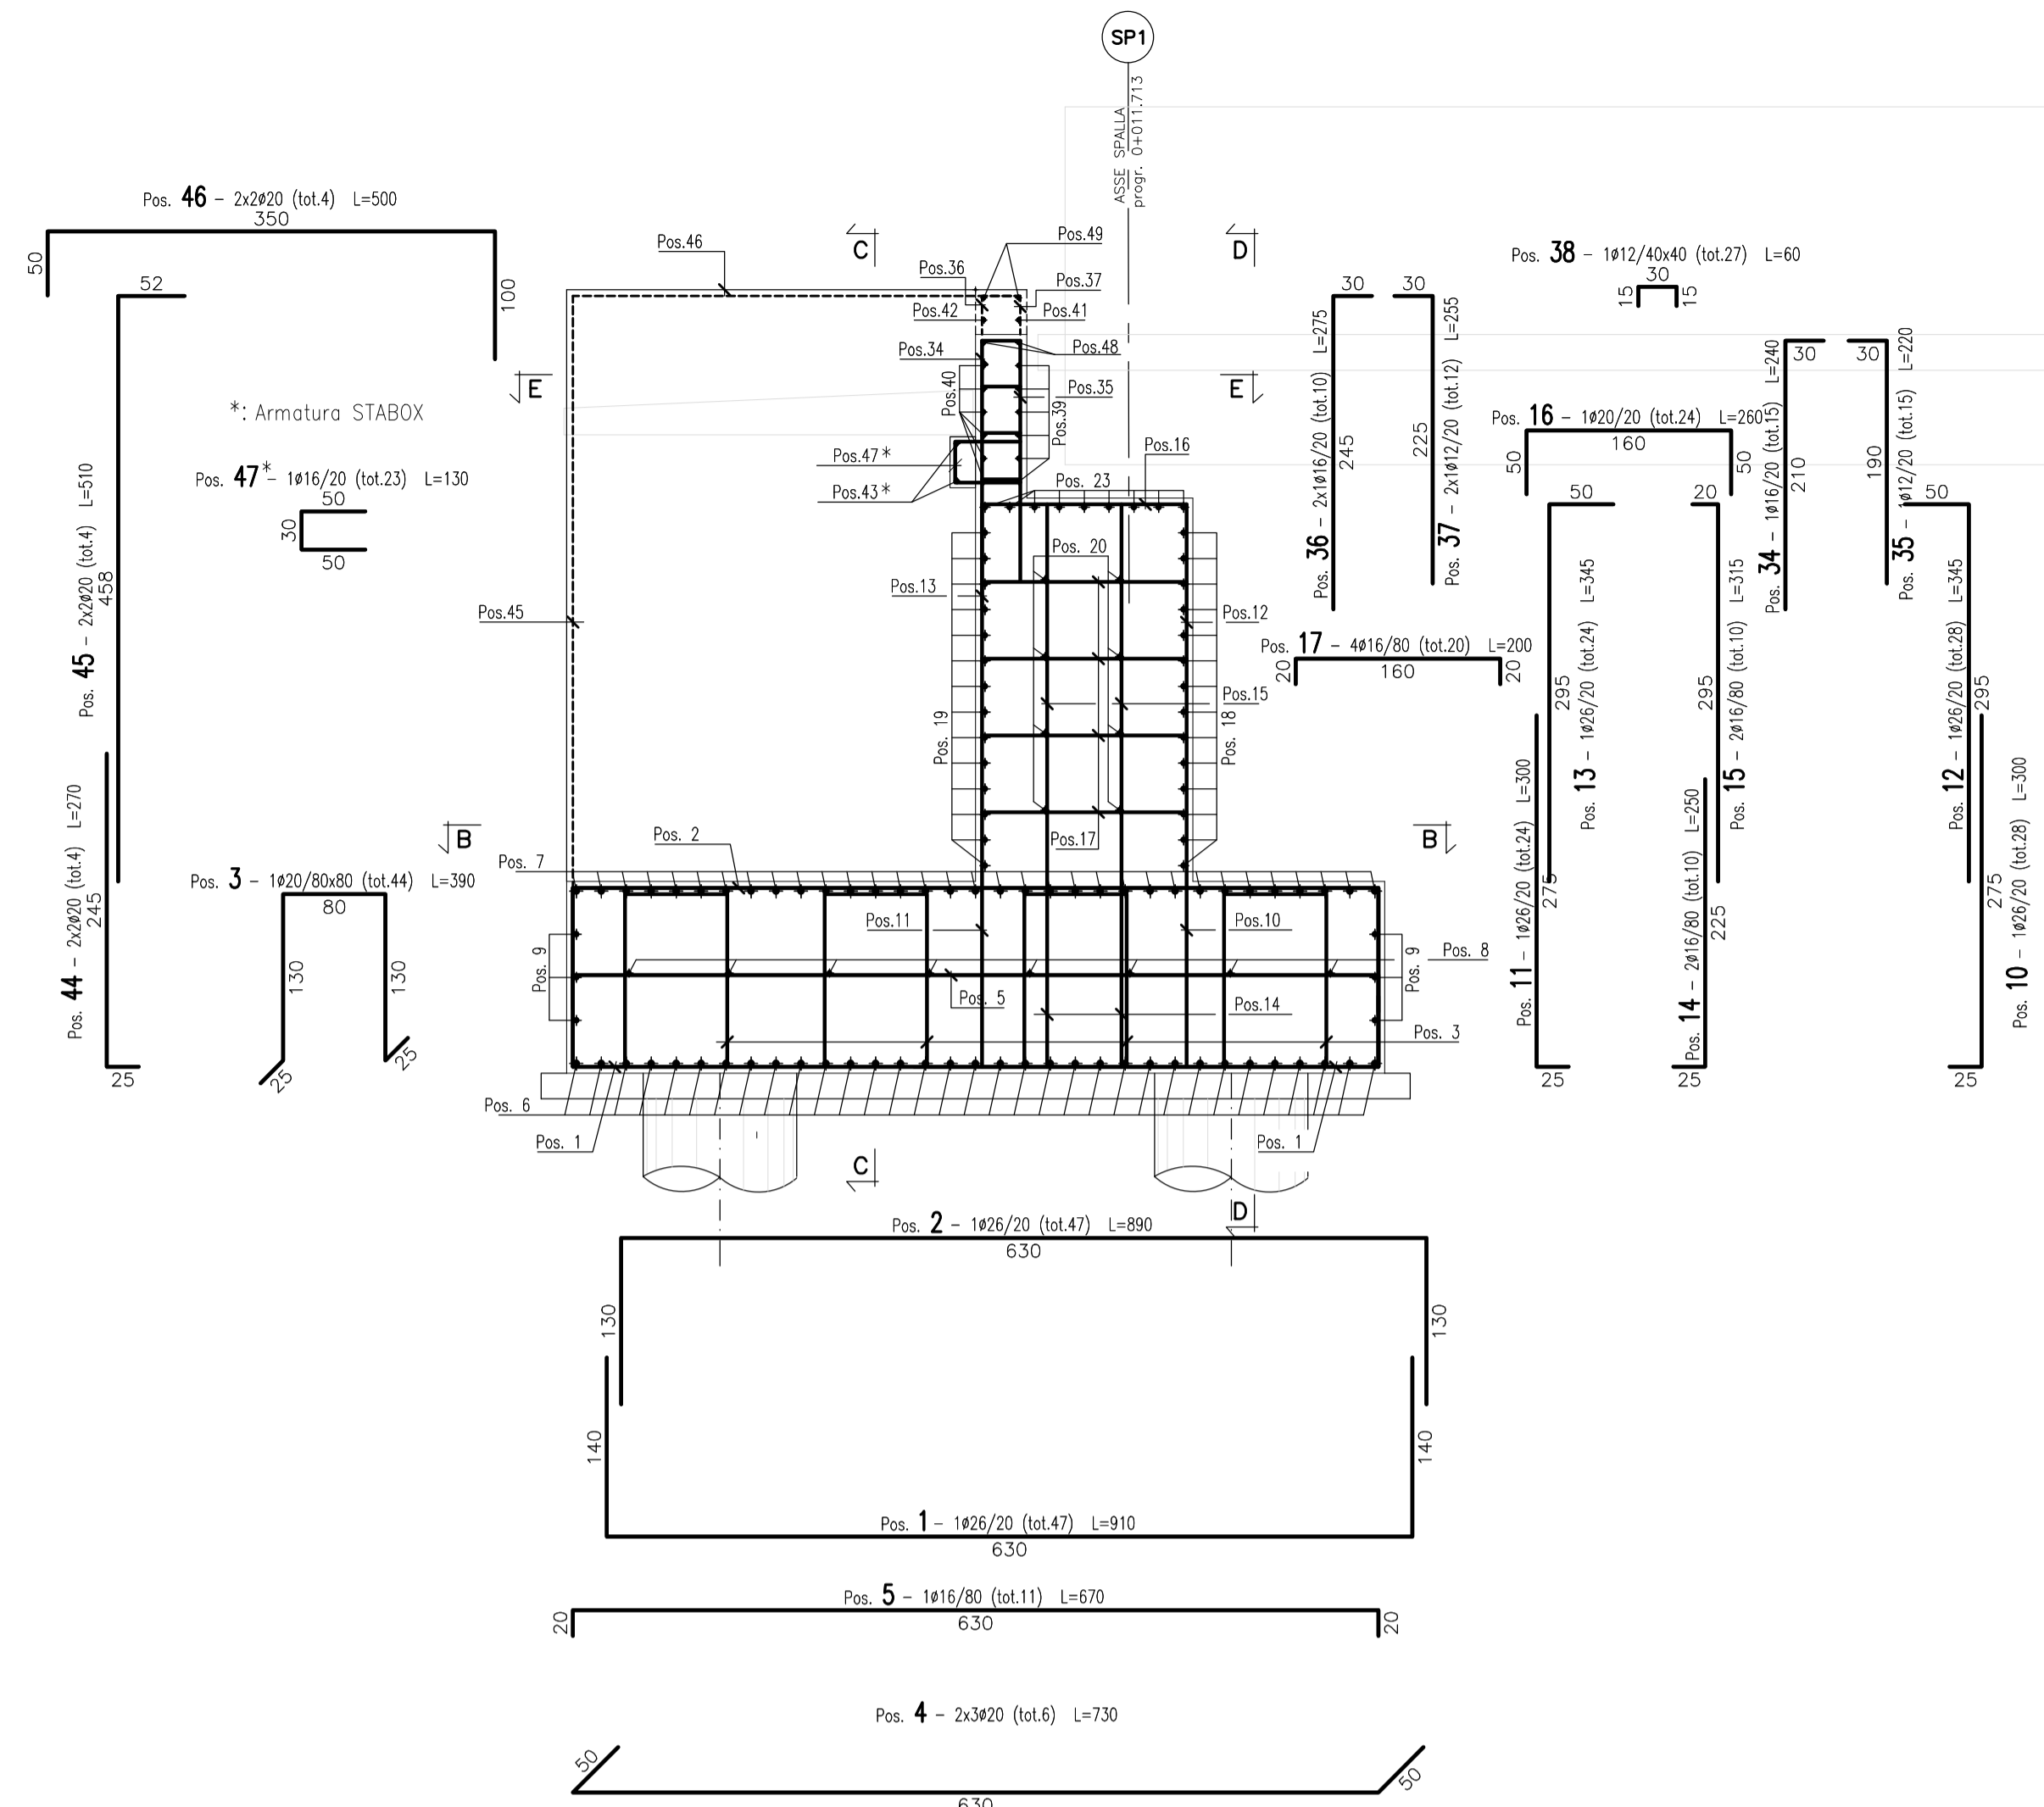 SP1
ASSE SPALLA
progr. 0+011.713
Pos. 46 - 2x2ø20 (tot.4) L=500
350
50
100
52
Pos. 45 - 2x2ø20 (tot.4) L=510
458
*: Armatura STABOX
Pos. 47* - 1ø16/20 (tot.23) L=130
50
30
50
Pos. 44 - 2x2ø20 (tot.4) L=270
245
25
Pos. 3 - 1ø20/80x80 (tot.44) L=390
80
130
130
25
25
C
D
E
E
B
B
C
D
Pos.46
Pos.49
Pos.36
Pos.37
Pos.42
Pos.41
Pos.34
Pos.48
Pos.40
Pos.35
Pos.39
Pos.16
Pos.47*
Pos.43*
Pos. 23
Pos. 20
Pos.13
Pos.12
Pos.45
Pos.15
Pos. 19
Pos. 18
Pos.17
Pos. 2
Pos. 7
Pos.11
Pos.10
Pos. 9
Pos. 9
Pos. 8
Pos. 5
Pos.14
Pos. 3
Pos. 6
Pos. 1
Pos. 1
Pos. 38 - 1ø12/40x40 (tot.27) L=60
30
15
15
30
30
Pos. 36 - 2x1ø16/20 (tot.10) L=275
245
225
Pos. 37 - 2x1ø12/20 (tot.12) L=255
Pos. 16 - 1ø20/20 (tot.24) L=260
160
50
50
30
30
Pos. 34 - 1ø16/20 (tot.15) L=240
210
190
Pos. 35 - 1ø12/20 (tot.15) L=220
Pos. 17 - 4ø16/80 (tot.20) L=200
20
160
20
50
295
Pos. 13 - 1ø26/20 (tot.24) L=345
20
295
Pos. 15 - 2ø16/80 (tot.10) L=315
50
Pos. 12 - 1ø26/20 (tot.28) L=345
295
Pos. 11 - 1ø26/20 (tot.24) L=300
275
25
Pos. 14 - 2ø16/80 (tot.10) L=250
225
25
275
Pos. 10 - 1ø26/20 (tot.28) L=300
25
Pos. 2 - 1ø26/20 (tot.47) L=890
630
130
130
140
140
Pos. 1 - 1ø26/20 (tot.47) L=910
630
Pos. 5 - 1ø16/80 (tot.11) L=670
20
630
20
Pos. 4 - 2x3ø20 (tot.6) L=730
50
50
630